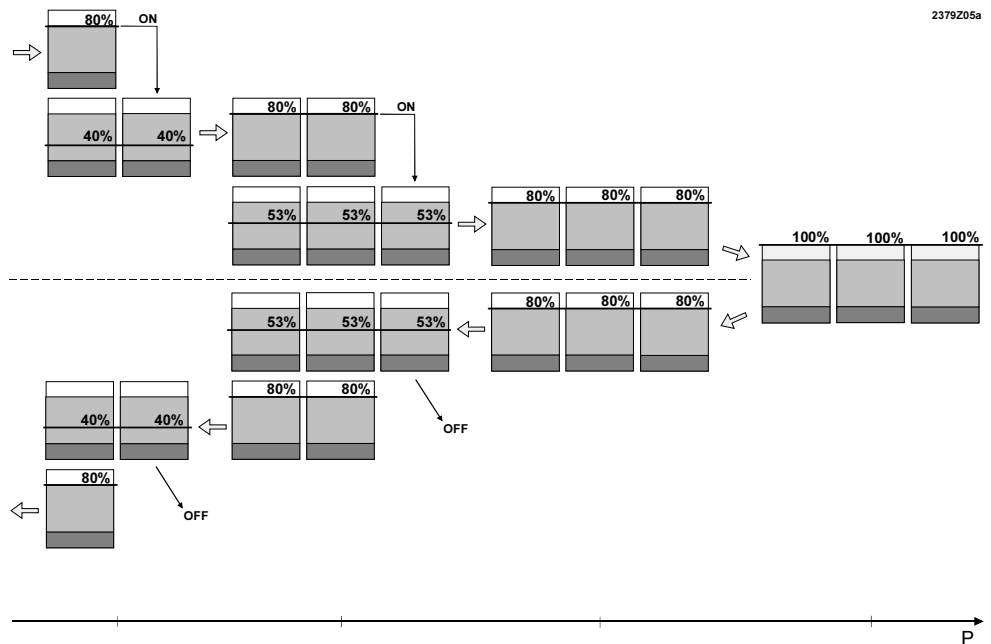 2379Z05a
80% ON
40% 40%
80% 80% ON
53% 53% 53%
80% 80% 80%
100% 100% 100%
53% 53% 53%
80% 80% 80%
40% 40%
80% 80%
OFF
80%
OFF
P